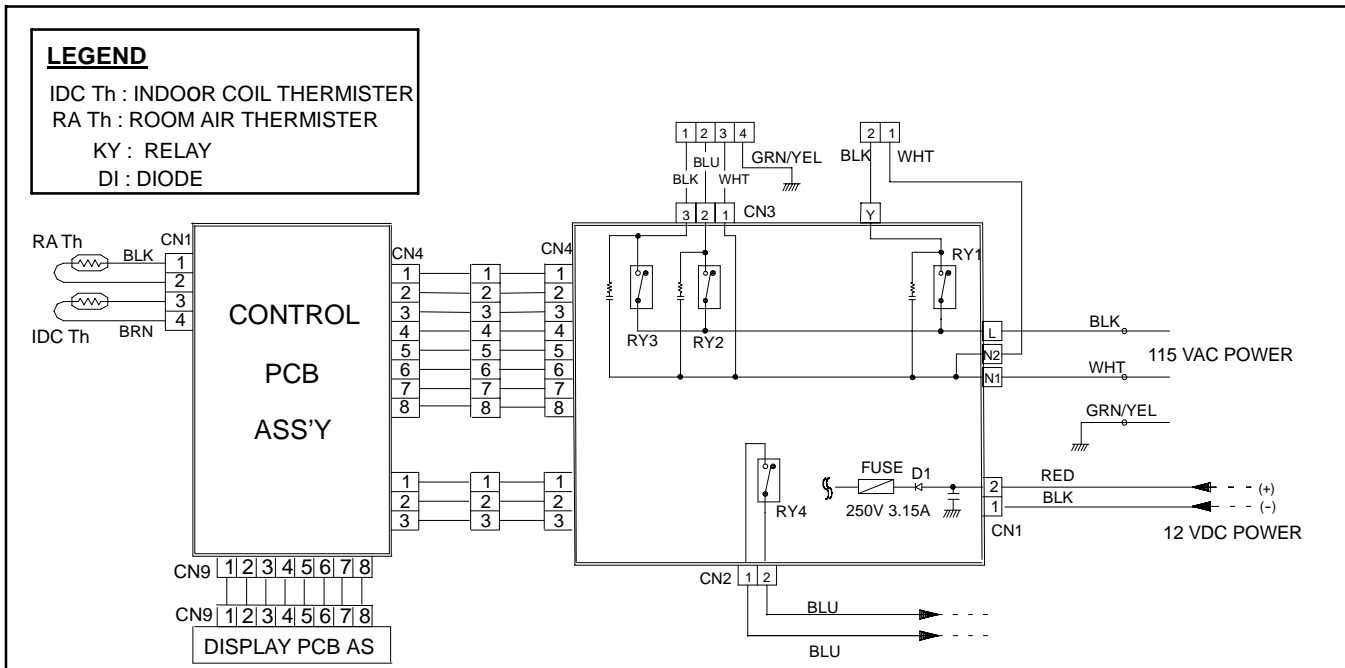 LEGEND
IDC Th : INDOOR COIL THERMISTER
RA Th : ROOM AIR THERMISTER
KY : RELAY
DI : DIODE
1 2 3 4
BLK
BLU
WHT
GRN/YEL
3 2 1
CN3
2 1
BLK
WHT
Y
RA Th
BLK
CN1
1
2
3
4
IDC Th
BRN
CONTROL
PCB
ASS'Y
CN4
1
2
3
4
5
6
7
8
1
2
3
4
5
6
7
8
CN4
1
2
3
4
5
6
7
8
1
2
3
1
2
3
1
2
3
RY3
RY2
RY1
L
N2
N1
BLK
WHT
115 VAC POWER
GRN/YEL
RY4
FUSE
D1
250V 3.15A
2
1
CN1
RED
BLK
(+)
(-)
12 VDC POWER
CN2
1 2
BLU
BLU
CN9 1 2 3 4 5 6 7 8
CN9 1 2 3 4 5 6 7 8
DISPLAY PCB AS